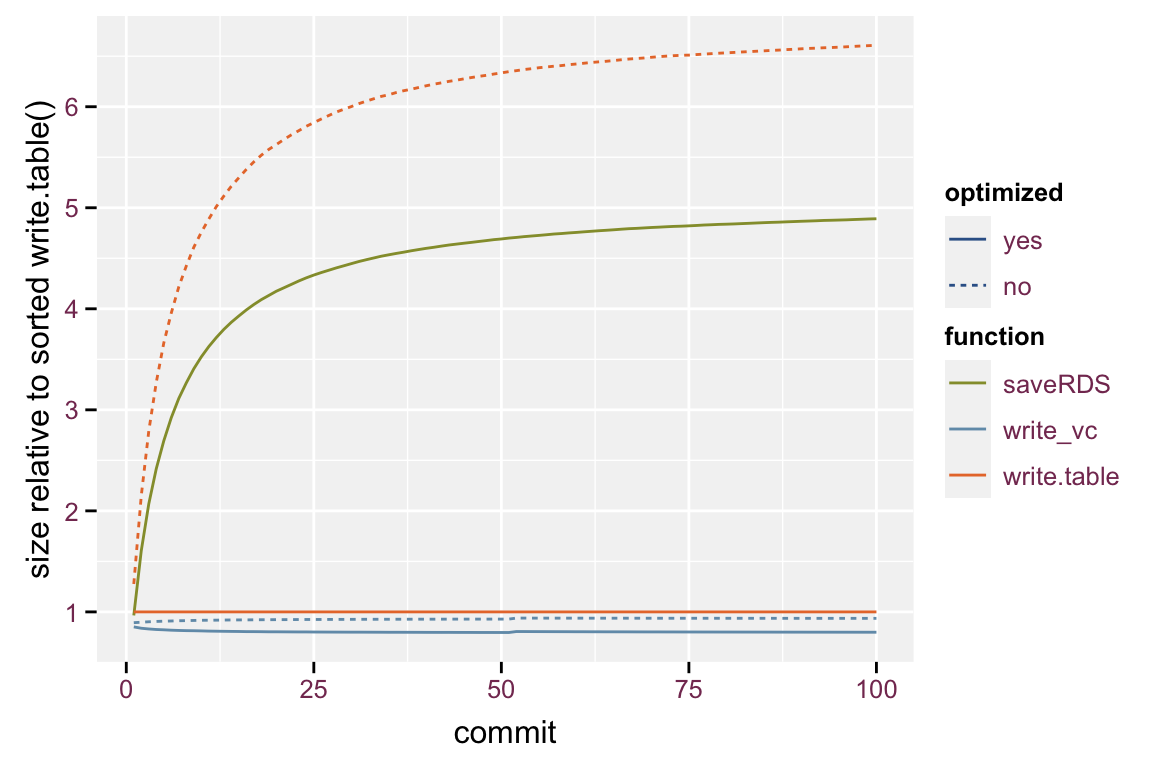 size relative to sorted write.table()
6
5
4
3
2
1
0 25 50 75 100
commit
optimized
yes
no
function
saveRDS
write_vc
write.table